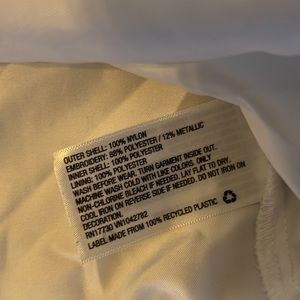 OUTER SHELL: 100% NYLON
EMBROIDERY: 88% POLYESTER / 12% METALLIC
INNER SHELL: 100% POLYESTER
LINING: 100% POLYESTER
WASH BEFORE WEAR. TURN GARMENT INSIDE OUT.
MACHINE WASH COLD WITH LIKE COLORS. ONLY
NON-CHLORINE BLEACH IF NEEDED. LAY FLAT TO DRY.
COOL IRON ON REVERSE SIDE IF NEEDED. DO NOT IRON ON
DECORATION.
RN17730 VN1042782
LABEL MADE FROM 100% RECYCLED PLASTIC